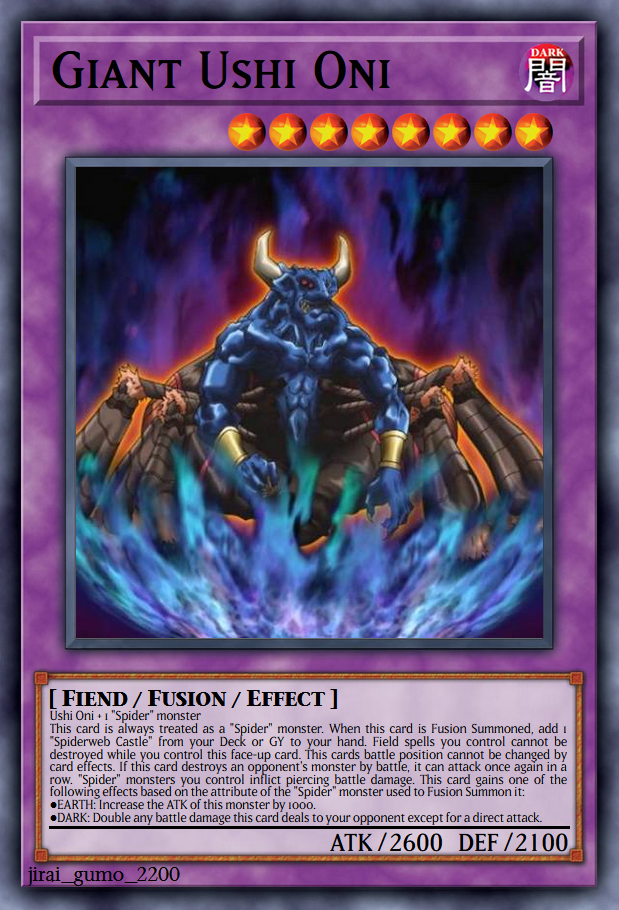 Giant Ushi Oni
DARK
闇
[ Fiend / Fusion / Effect ]
Ushi Oni + 1 "Spider" monster
This card is always treated as a "Spider" monster. When this card is Fusion Summoned, add 1
"Spiderweb Castle" from your Deck or GY to your hand. Field spells you control cannot be
destroyed while you control this face-up card. This cards battle position cannot be changed by
card effects. If this card destroys an opponent's monster by battle, it can attack once again in a
row. "Spider" monsters you control inflict piercing battle damage. This card gains one of the
following effects based on the attribute of the "Spider" monster used to Fusion Summon it:
●EARTH: Increase the ATK of this monster by 1000.
●DARK: Double any battle damage this card deals to your opponent except for a direct attack.
ATK/2600 DEF/2100
jirai_gumo_2200